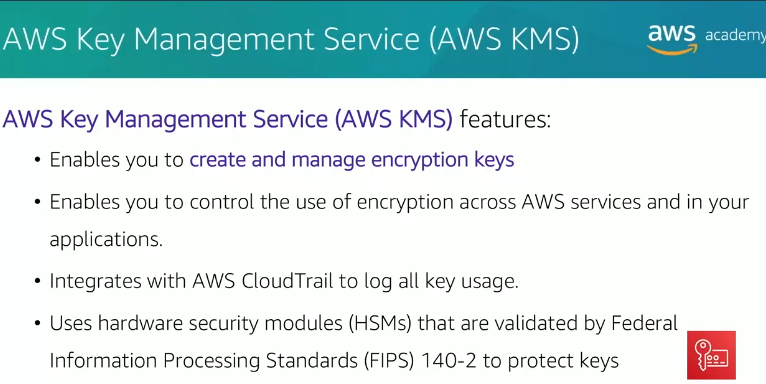 AWS Key Management Service (AWS KMS)
aws academy
AWS Key Management Service (AWS KMS) features:
• Enables you to create and manage encryption keys
• Enables you to control the use of encryption across AWS services and in your
applications.
• Integrates with AWS CloudTrail to log all key usage.
• Uses hardware security modules (HSMs) that are validated by Federal
Information Processing Standards (FIPS) 140-2 to protect keys